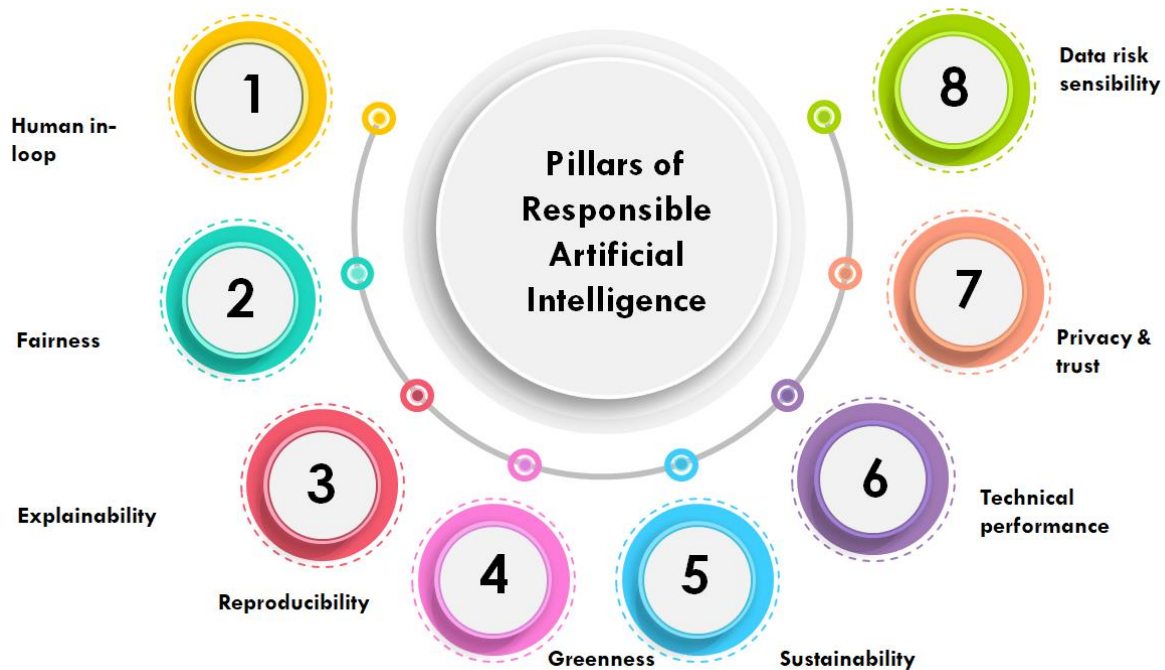 Pillars of
Responsible
Artificial
Intelligence
1
Human in-
loop
2
Fairness
3
Explainability
4
Reproducibility
5
Greenness
Sustainability
6
Technical
performance
7
Privacy &
trust
8
Data risk
sensibility